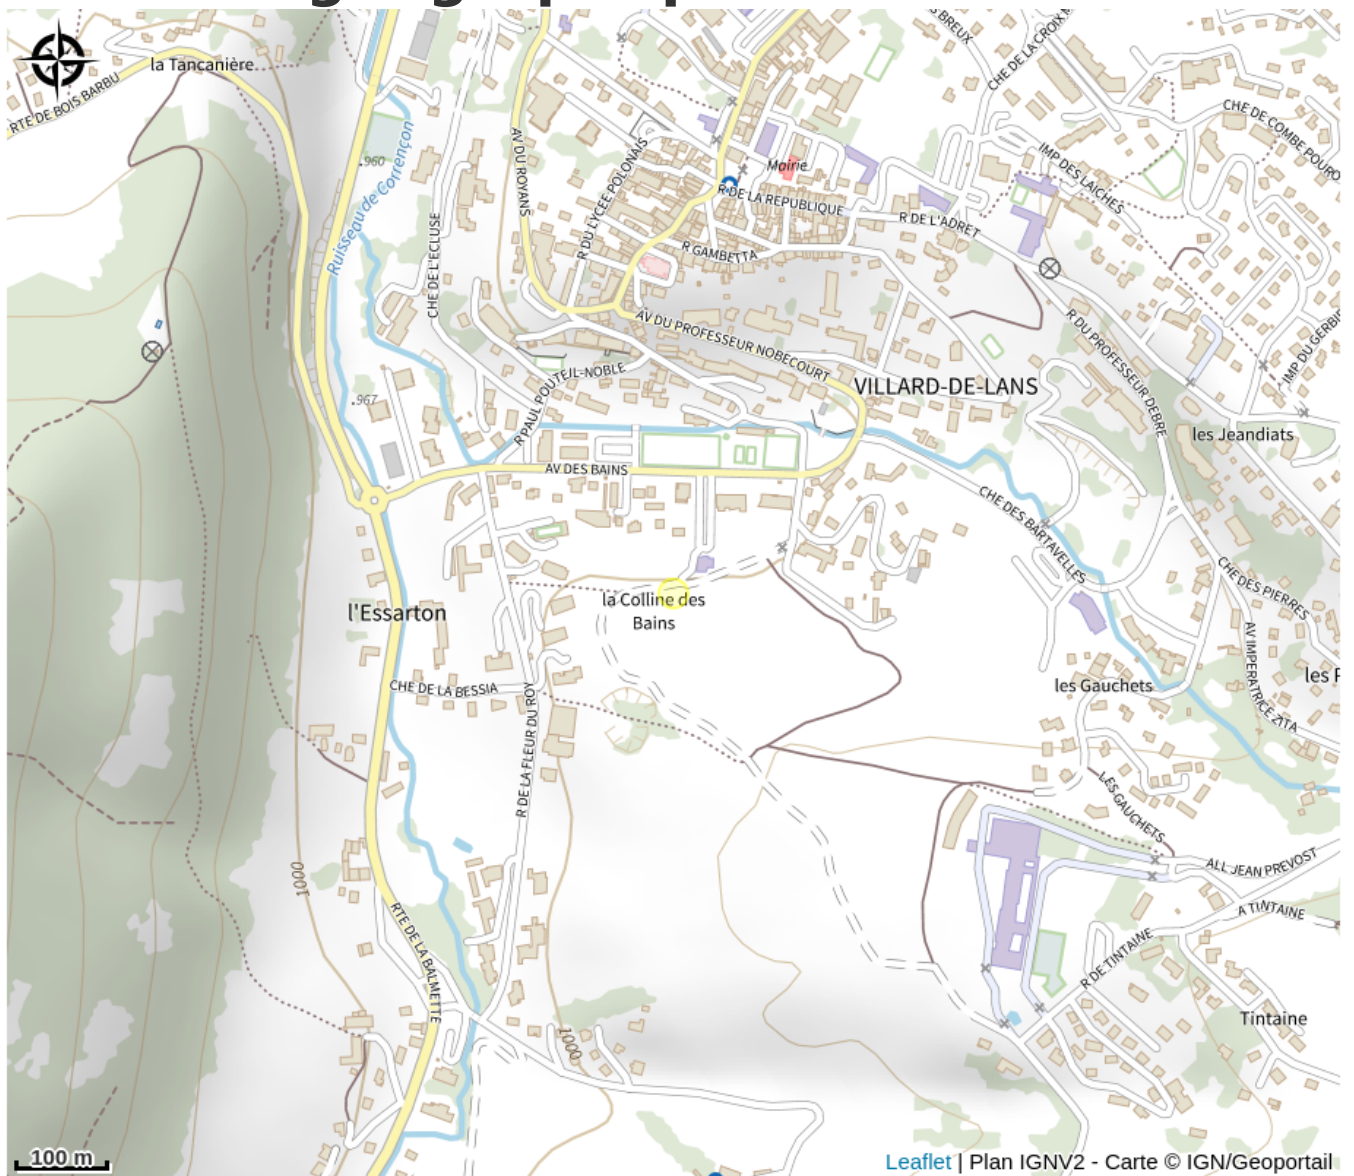 la Tancanière
RTE DE BOIS BARBU
S BREUX
CHE DE LA CROIX
CHE DE COMBE POURO
.960
Ruisseau de Corrençon
AV DU ROYANS
R DU LYCEE POLONAIS
Mairie
R DE LA REPUBLIQUE
R DE L'ADRET
IMP DES LAICHES
R GAMBETTA
CHE DE L'ECLUSE
AV DU PROFESSEUR NOBECOURT
R DU PROFESSEUR DEBRE
IMP DU GERBIE
.967
R PAUL POUTEIL-NOBLE
VILLARD-DE-LANS
les Jeandiats
AV DES BAINS
CHE DES BARTAVELLES
CHE DES PIERRES
la Colline des
Bains
l'Essarton
AV IMPERATRICE ZITA
les Gauchets
CHE DE LA BESSIA
R DE LA FLEUR DU ROY
LES GAUCHETS
1000
ALL JEAN PREVOST
A TINTAINE
RTE DE LA BALMETTE
R DE TINTAINE
Tintaine
1000
100 m
Leaflet | Plan IGNV2 - Carte © IGN/Geoportail